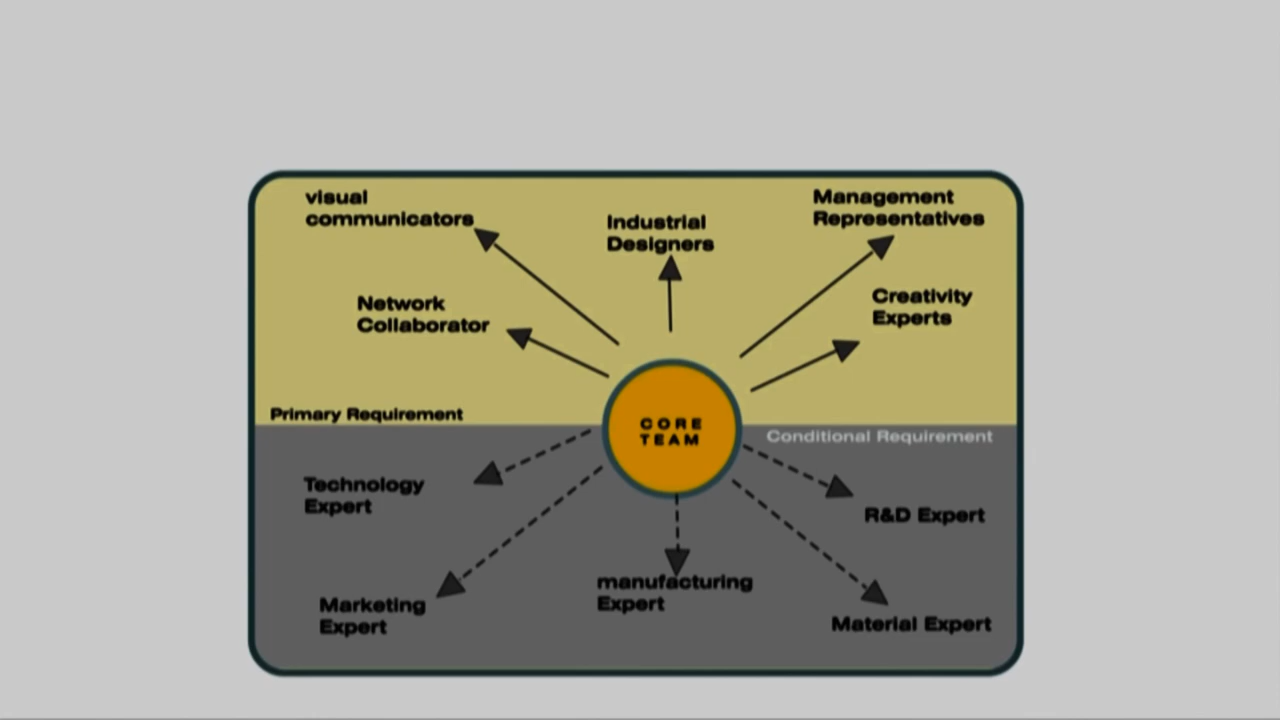 visual
communicators
Industrial
Designers
Management
Representatives
Network
Collaborator
Creativity
Experts
Primary Requirement
CORE
TEAM
Conditional Requirement
Technology
Expert
R&D Expert
manufacturing
Expert
Marketing
Expert
Material Expert